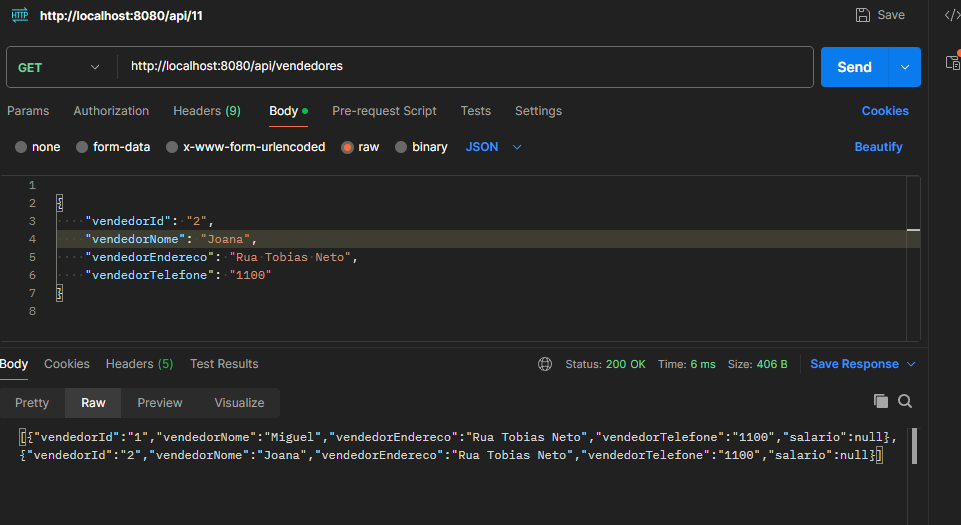 HTTP http://localhost:8080/api/11 Save
GET http://localhost:8080/api/vendedores Send
Params Authorization Headers (9) Body Pre-request Script Tests Settings Cookies
none form-data x-www-form-urlencoded raw binary JSON Beautify
1
2 {
3 "vendedorId": "2",
4 "vendedorNome": "Joana",
5 "vendedorEndereco": "Rua Tobias Neto",
6 "vendedorTelefone": "1100"
7 }
8
Body Cookies Headers (5) Test Results Status: 200 OK Time: 6 ms Size: 406 B Save Response
Pretty Raw Preview Visualize
[{"vendedorId":"1","vendedorNome":"Miguel","vendedorEndereco":"Rua Tobias Neto","vendedorTelefone":"1100","salario":null},
{"vendedorId":"2","vendedorNome":"Joana","vendedorEndereco":"Rua Tobias Neto","vendedorTelefone":"1100","salario":null}]